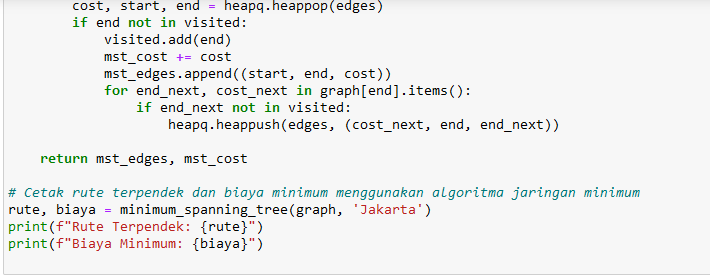 cost, start, end = heapq.heappop(edges)
if end not in visited:
visited.add(end)
mst_cost += cost
mst_edges.append((start, end, cost))
for end_next, cost_next in graph[end].items():
if end_next not in visited:
heapq.heappush(edges, (cost_next, end, end_next))
return mst_edges, mst_cost
# Cetak rute terpendek dan biaya minimum menggunakan algoritma jaringan minimum
rute, biaya = minimum_spanning_tree(graph, 'Jakarta')
print(f"Rute Terpendek: {rute}")
print(f"Biaya Minimum: {biaya}")